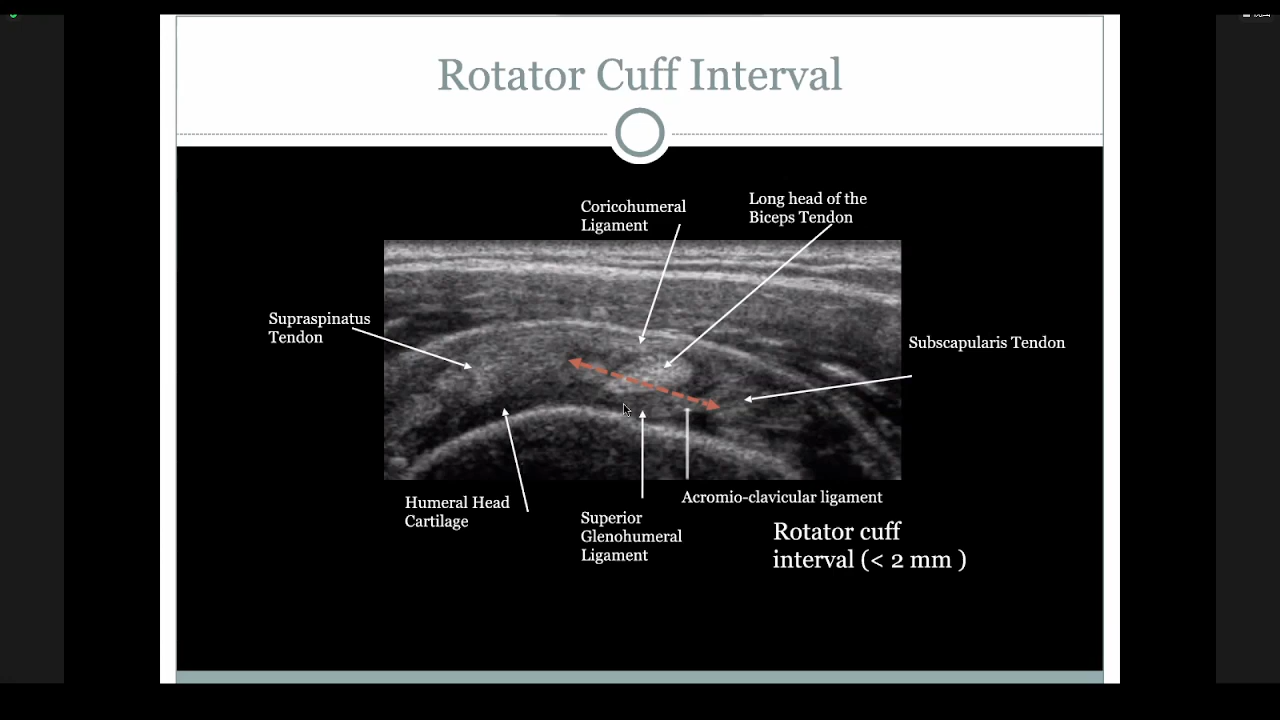 Rotator Cuff Interval
Coricohumeral
Ligament
Long head of the
Biceps Tendon
Supraspinatus
Tendon
Subscapularis Tendon
Humeral Head
Cartilage
Superior
Glenohumeral
Ligament
Acromio-clavicular ligament
Rotator cuff
interval (< 2 mm )